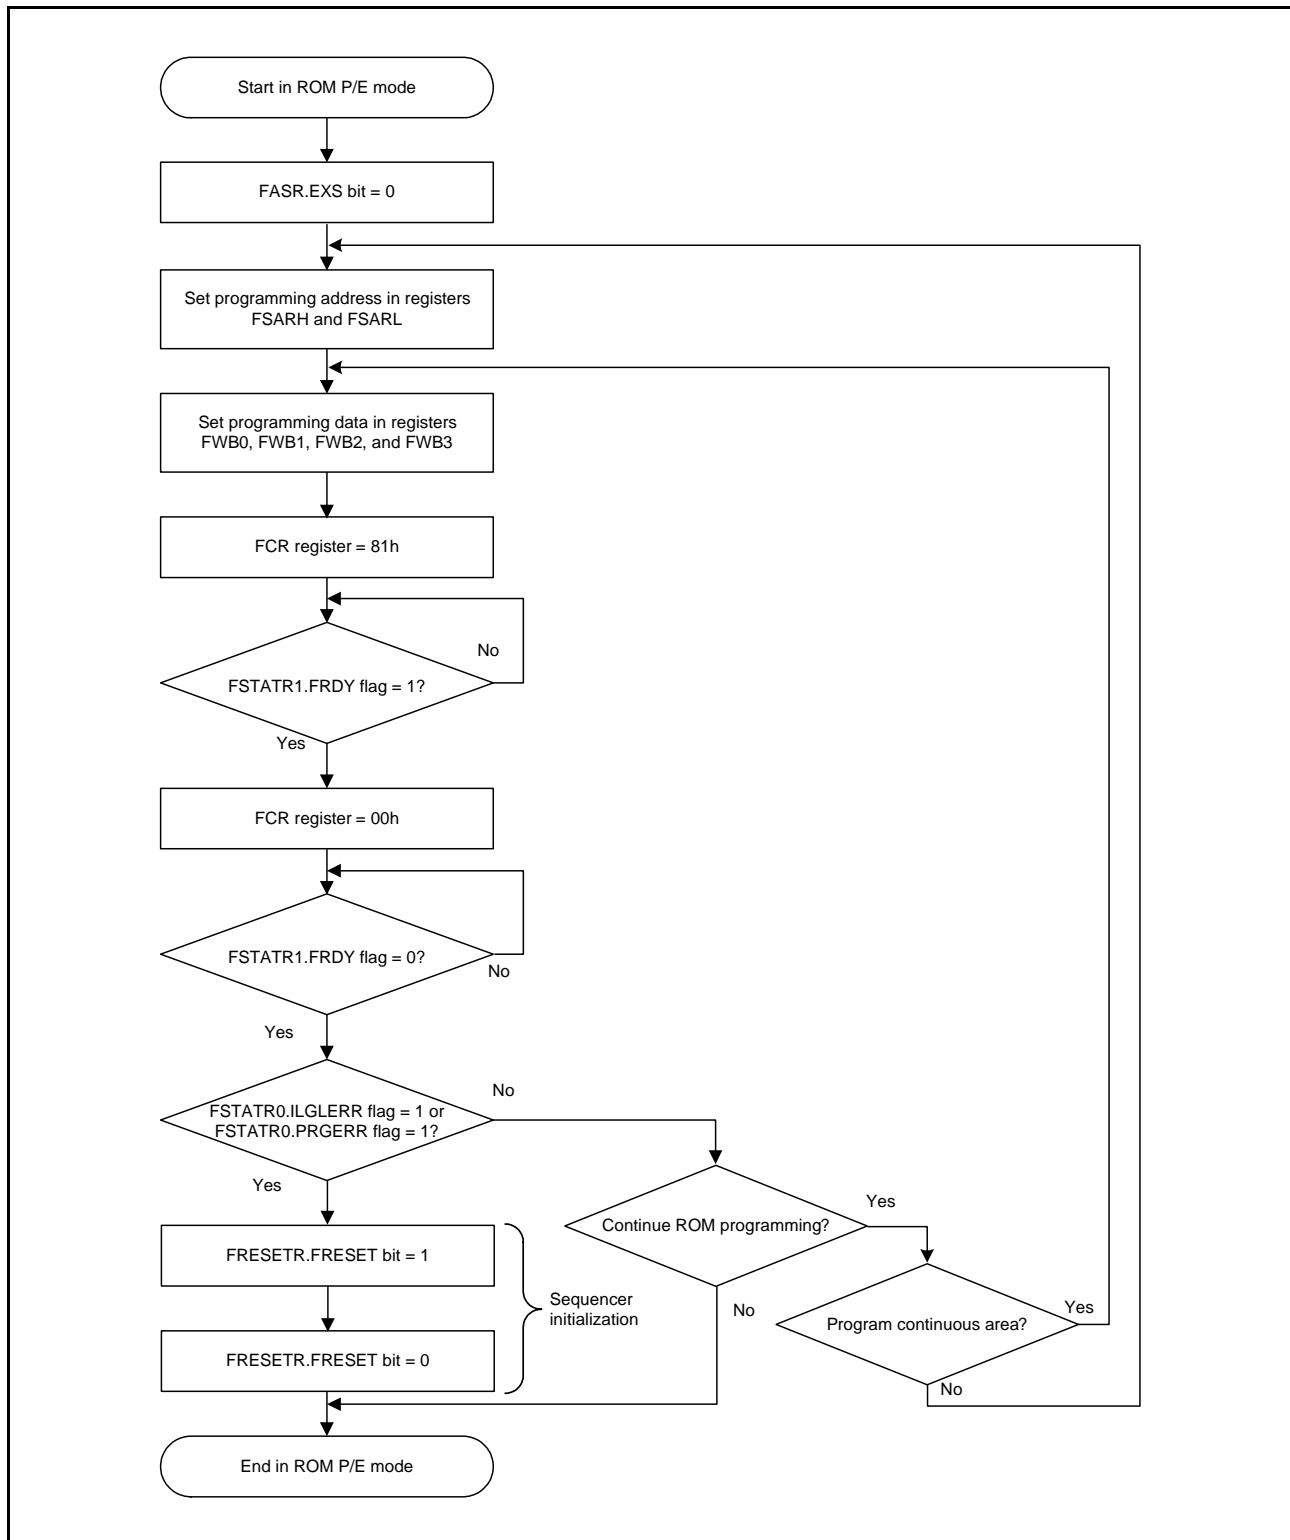 Start in ROM P/E mode
FASR.EXS bit = 0
Set programming address in registers
FSARH and FSARL
Set programming data in registers
FWB0, FWB1, FWB2, and FWB3
FCR register = 81h
No
FSTATR1.FRDY flag = 1?
Yes
FCR register = 00h
FSTATR1.FRDY flag = 0?
No
Yes
No
FSTATR0.ILGLERR flag = 1 or
FSTATR0.PRGERR flag = 1?
Yes
Yes
Continue ROM programming?
FRESETR.FRESET bit = 1
Sequencer
initialization
No
Yes
Program continuous area?
FRESETR.FRESET bit = 0
No
End in ROM P/E mode